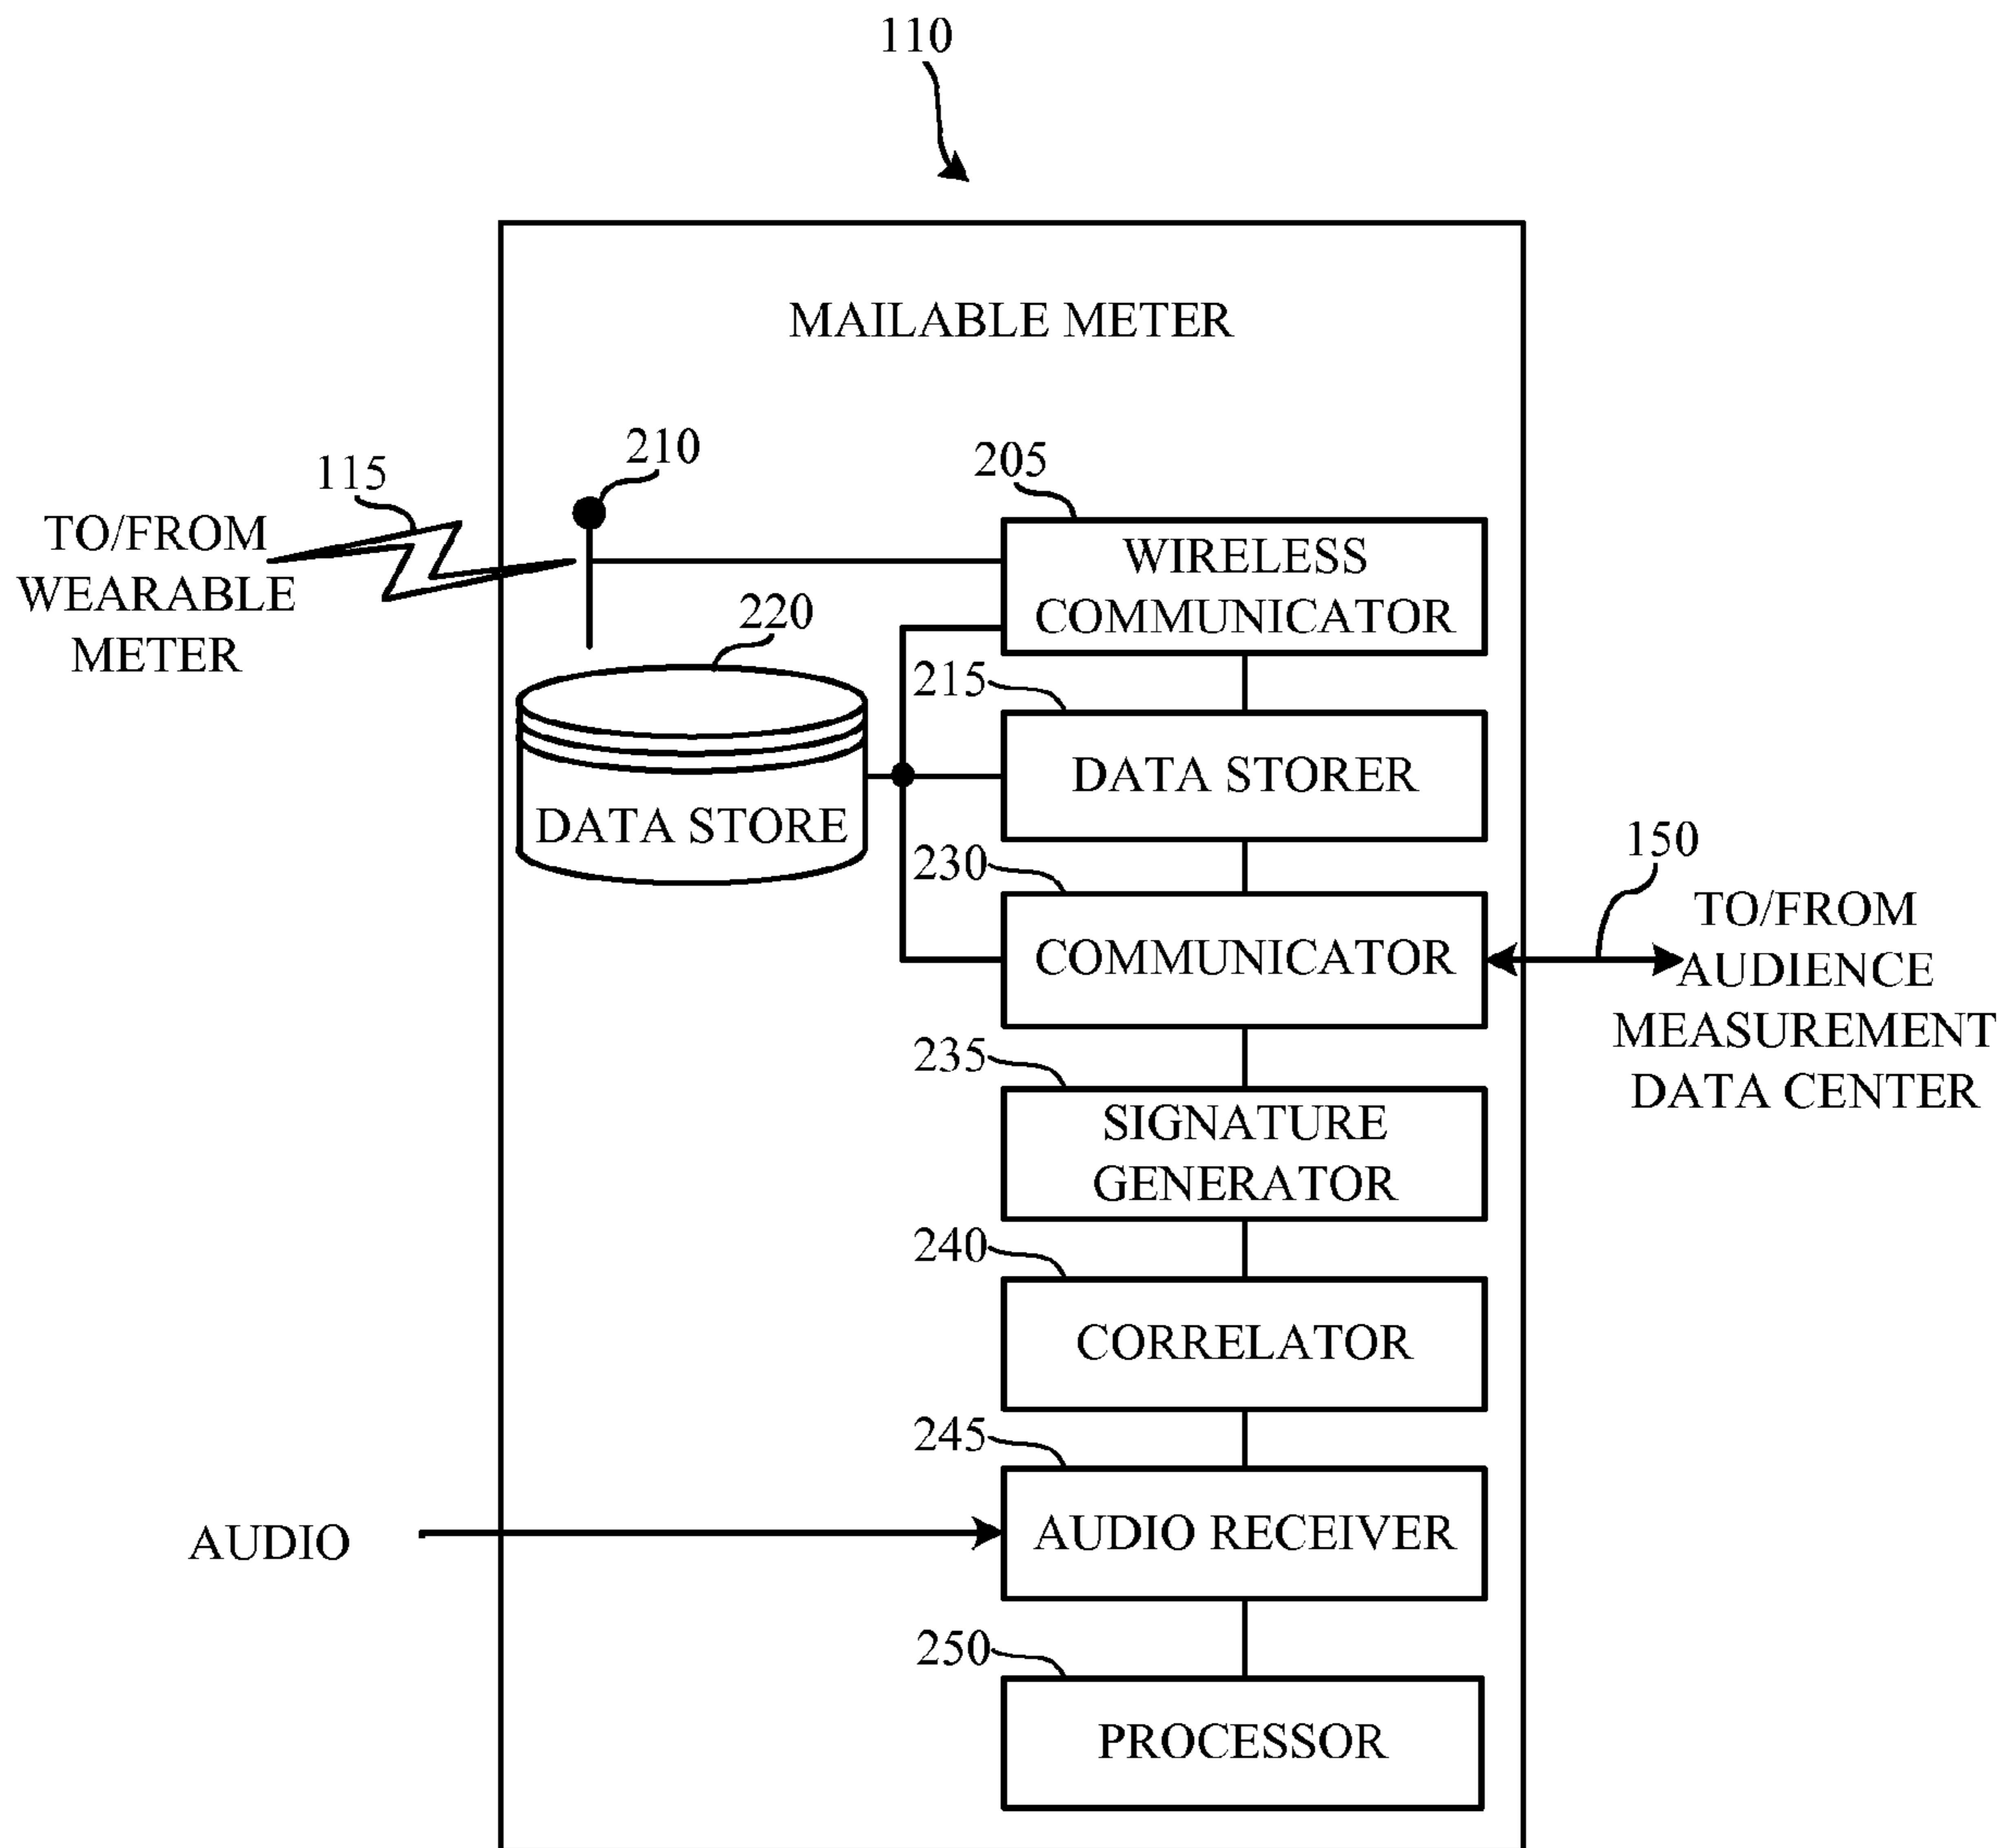 110
MAILABLE METER
210
205
115
TO/FROM
WEARABLE
METER
WIRELESS
COMMUNICATOR
220
215
DATA STORER
DATA STORE
230
COMMUNICATOR
150
TO/FROM
AUDIENCE
MEASUREMENT
DATA CENTER
235
SIGNATURE
GENERATOR
240
CORRELATOR
245
AUDIO RECEIVER
AUDIO
250
PROCESSOR